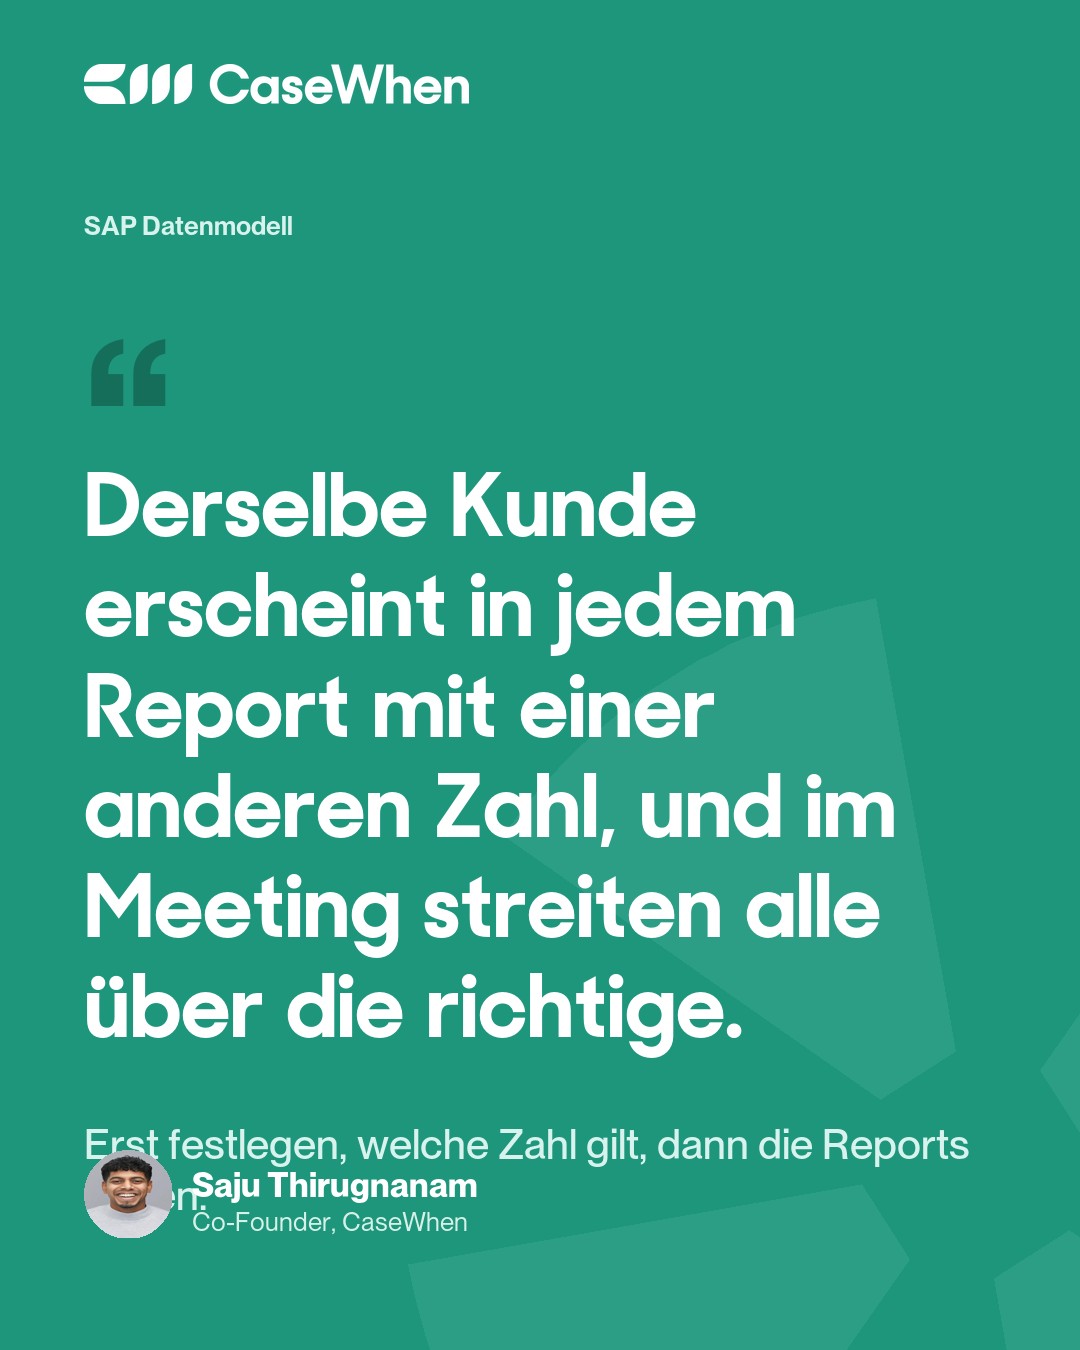 CaseWhen
SAP Datenmodell
“
Derselbe Kunde
erscheint in jedem
Report mit einer
anderen Zahl, und im
Meeting streiten alle
über die richtige.
Erst festlegen, welche Zahl gilt, dann die Reports
Saju Thirugnanam
Co-Founder, CaseWhen